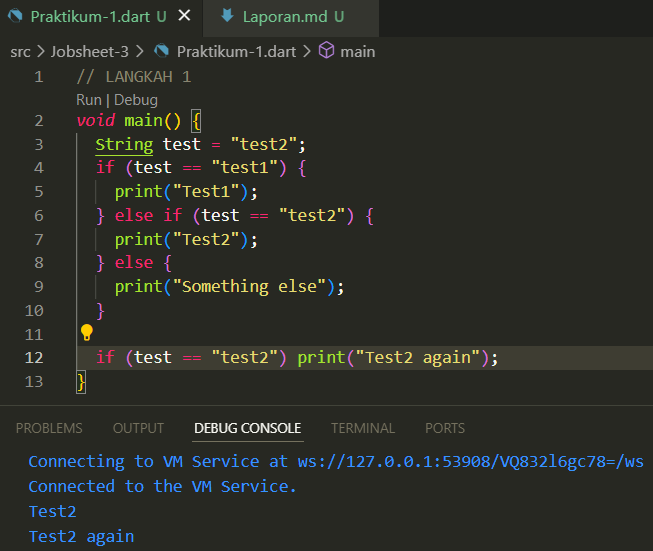 Praktikum-1.dart U
Laporan.md U
src > Jobsheet-3 > Praktikum-1.dart > main
1 // LANGKAH 1
Run | Debug
2 void main() {
3 String test = "test2";
4 if (test == "test1") {
5 print("Test1");
6 } else if (test == "test2") {
7 print("Test2");
8 } else {
9 print("Something else");
10 }
11
12 if (test == "test2") print("Test2 again");
13 }
PROBLEMS OUTPUT DEBUG CONSOLE TERMINAL PORTS
Connecting to VM Service at ws://127.0.0.1:53908/VQ832l6gc78=/ws
Connected to the VM Service.
Test2
Test2 again